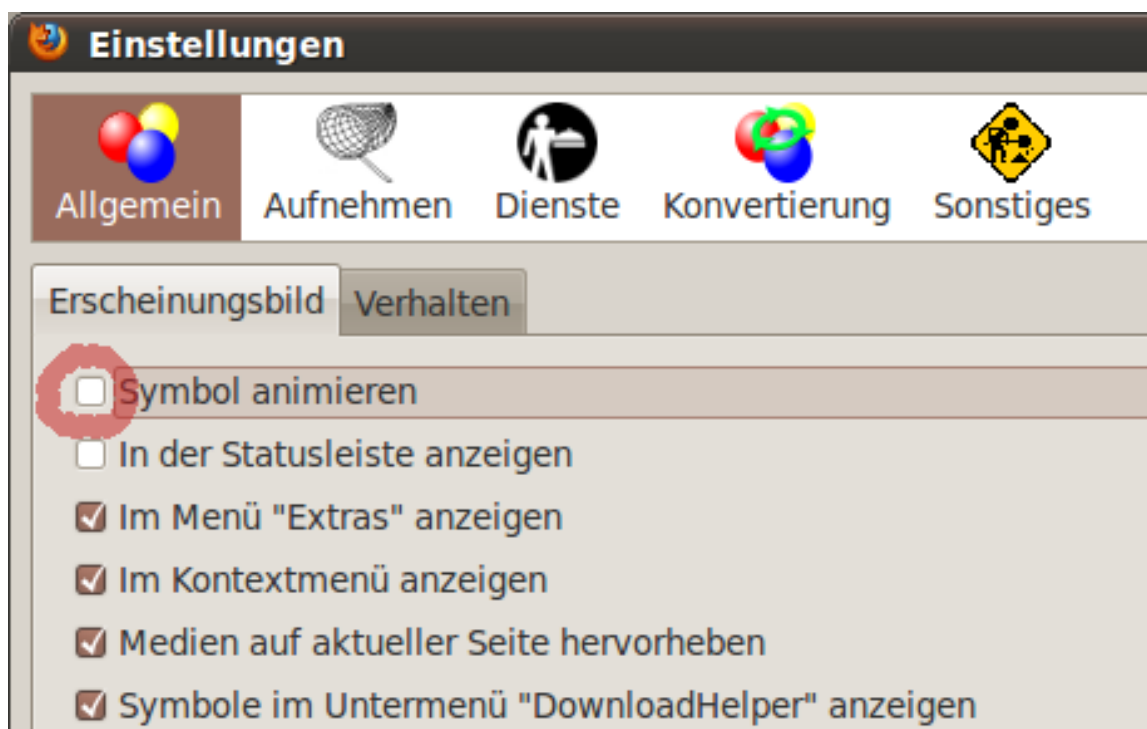 Einstellungen
Allgemein Aufnehmen Dienste Konvertierung Sonstiges
Erscheinungsbild Verhalten
Symbol animieren
In der Statusleiste anzeigen
Im Menü "Extras" anzeigen
Im Kontextmenü anzeigen
Medien auf aktueller Seite hervorheben
Symbole im Untermenü "DownloadHelper" anzeigen